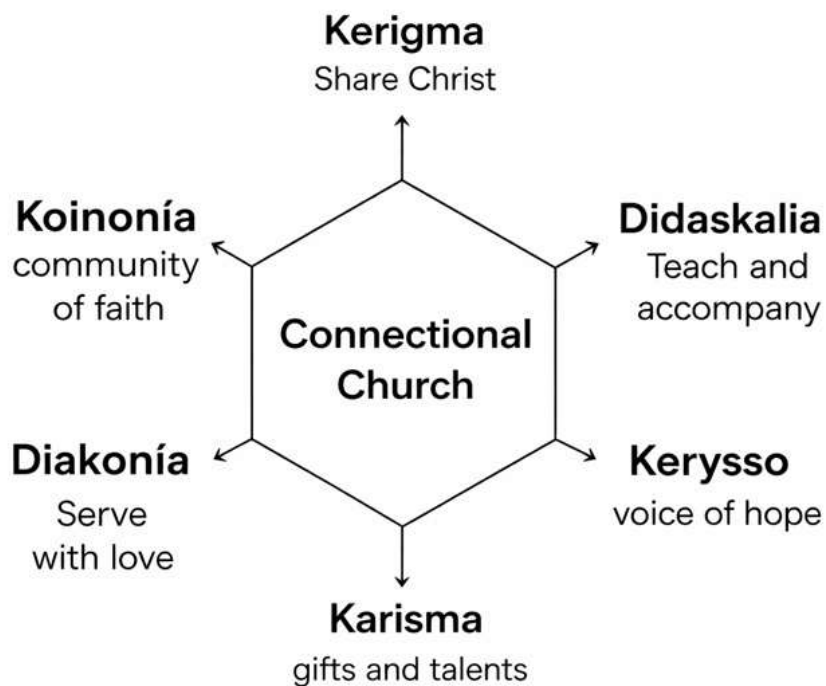 Kerigma
Share Christ
Koinonía
community
of faith
Didaskalia
Teach and
accompany
Connectional
Church
Diakonía
Serve
with love
Kerysso
voice of hope
Karisma
gifts and talents